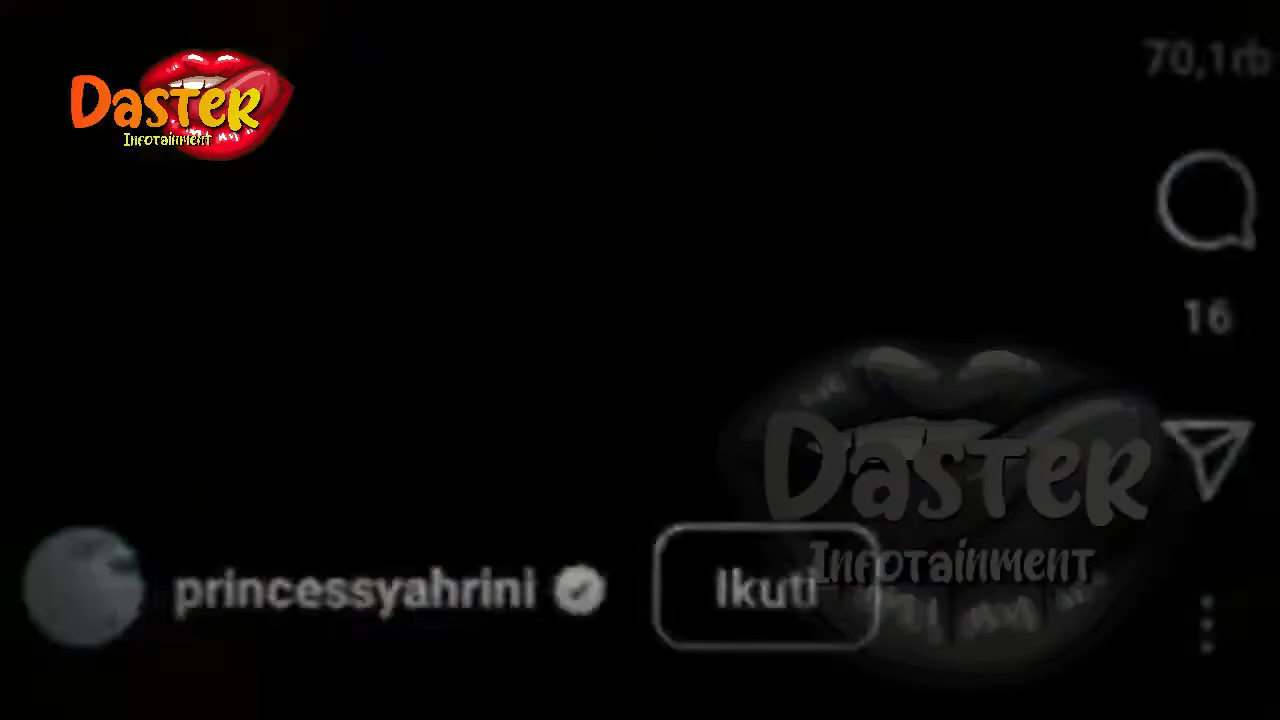 Daster
Infotainment
70,1rb
16
Daster
Infotainment
princessyahrini
Ikuti